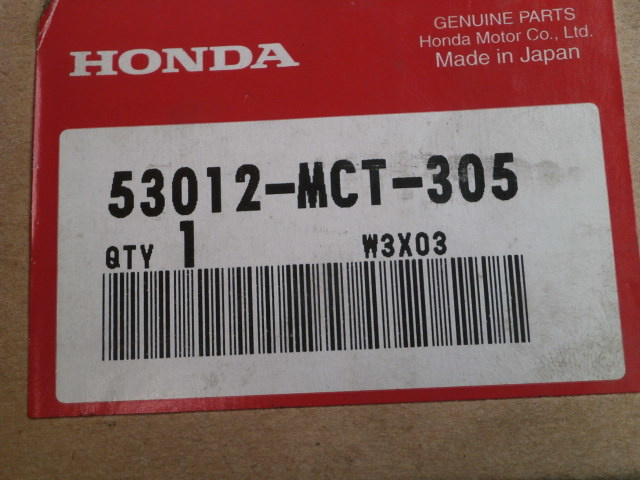 HONDA
GENUINE PARTS
Honda Motor Co., Ltd.
Made in Japan
53012-MCT-305
QTY 1 W3X03